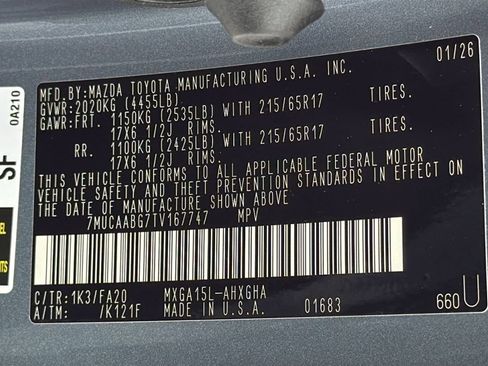 MFD.BY:MAZDA TOYOTA MANUFACTURING U.S.A. INC. 01/26
GVWR:2020KG (4455LB)
GAWR:FRT. 1150KG (2535LB) WITH 215/65R17 TIRES.
17X6 1/2J RIMS.
RR. 1100KG (2425LB) WITH 215/65R17 TIRES.
17X6 1/2J RIMS.
THIS VEHICLE CONFORMS TO ALL APPLICABLE FEDERAL MOTOR
VEHICLE SAFETY AND THEFT PREVENTION STANDARDS IN EFFECT ON
THE DATE OF MANUFACTURE SHOWN ABOVE.
7MUCAABG7TV167747 MPV
C/TR:1K3/FA20 MXGA15L-AHXGHA
A/TM: /K121F MADE IN U.S.A. 01683 660U
0A210
SF